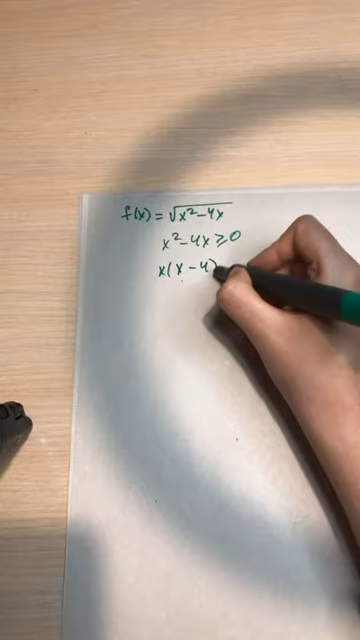 f(x) = √x²-4x
x²-4x ≥ 0
x(x-4)